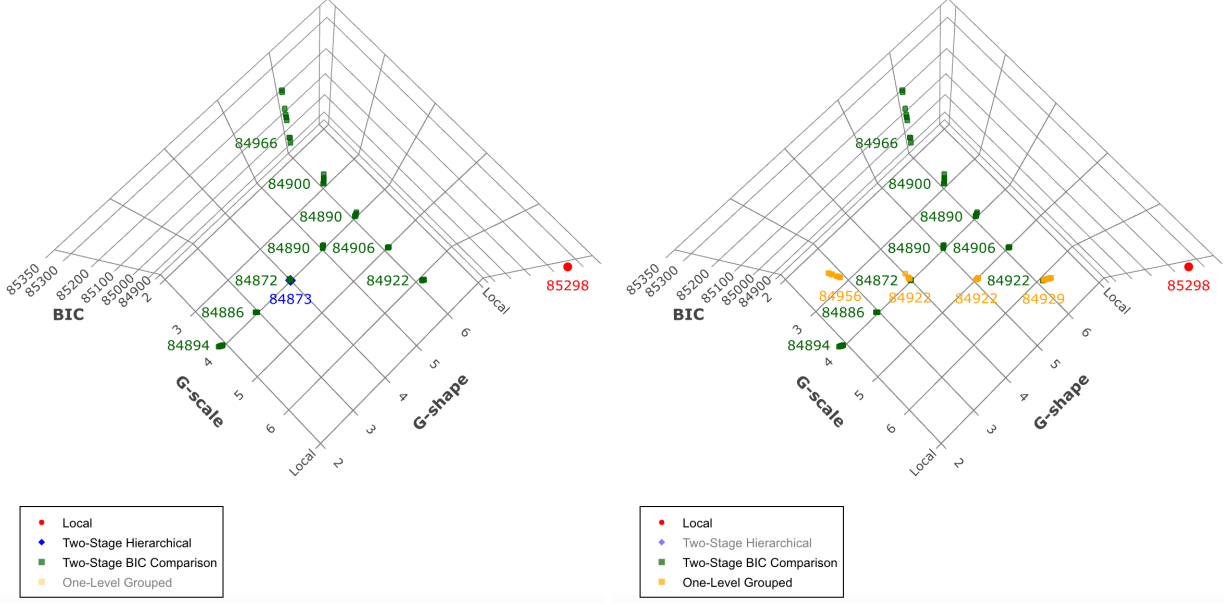 84966
84900
84890
84890 84906
84872 84922
84873
84886
84894
85298
85350
85300
85200
85100
85000
84900
BIC
2
3
4
5
6
Local
G-scale
2
3
4
5
6
Local
G-shape
Local
Two-Stage Hierarchical
Two-Stage BIC Comparison
One-Level Grouped
84966
84900
84890
84890 84906
84872 84922
84956 84922 84922 84929
84886
84894
85298
85350
85300
85200
85100
85000
84900
BIC
2
3
4
5
6
Local
G-scale
2
3
4
5
6
Local
G-shape
Local
Two-Stage Hierarchical
Two-Stage BIC Comparison
One-Level Grouped